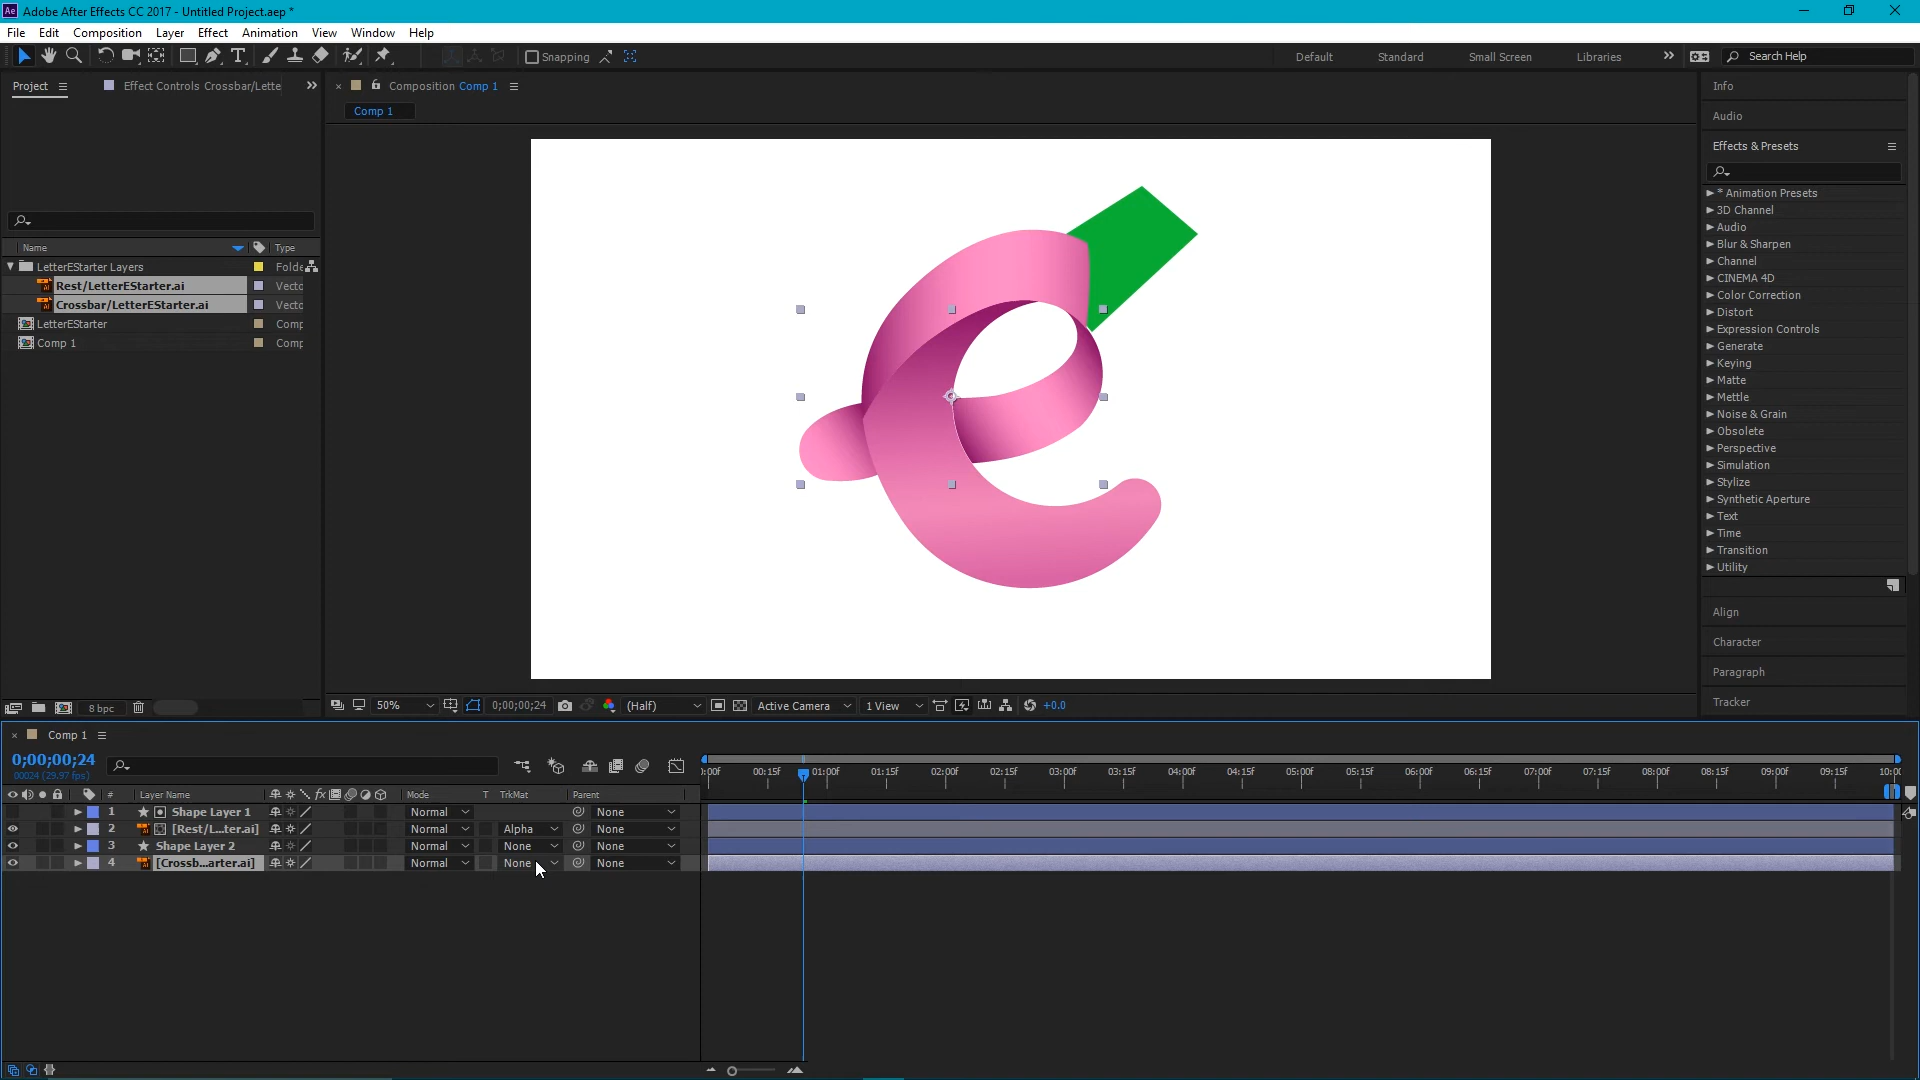 Adobe After Effects CC 2017 - Untitled Project.aep *
File Edit Composition Layer Effect Animation View Window Help
Snapping Default Standard Small Screen Libraries Search Help
Project Effect Controls Crossbar/Lette
Composition Comp 1
Comp 1
Name Type
LetterEStarter Layers Folde
Rest/LetterEStarter.ai Vecto
Crossbar/LetterEStarter.ai Vecto
LetterEStarter Comp
Comp 1 Comp
8 bpc
50% 0;00;00;24 (Half) Active Camera 1 View +0.0
Info
Audio
Effects & Presets
* Animation Presets
3D Channel
Audio
Blur & Sharpen
Channel
CINEMA 4D
Color Correction
Distort
Expression Controls
Generate
Keying
Matte
Mettle
Noise & Grain
Obsolete
Perspective
Simulation
Stylize
Synthetic Aperture
Text
Time
Transition
Utility
Align
Character
Paragraph
Tracker
Comp 1
0;00;00;24
00024 (29.97 fps)
):00f 00:15f 01:00f 01:15f 02:00f 02:15f 03:00f 03:15f 04:00f 04:15f 05:00f 05:15f 06:00f 06:15f 07:00f 07:15f 08:00f 08:15f 09:00f 09:15f 10:00
# Layer Name fx Mode T TrkMat Parent
1 Shape Layer 1 Normal None
2 [Rest/L...ter.ai] Normal Alpha None
3 Shape Layer 2 Normal None None
4 [Crossb...arter.ai] Normal None None